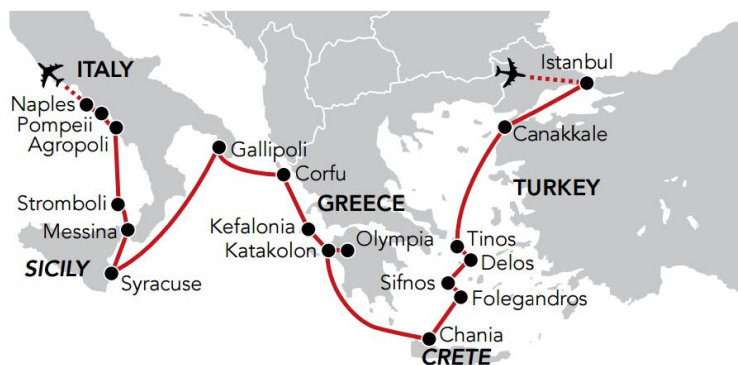 ITALY
Istanbul
Naples
Pompeii
Agropoli
Canakkale
Gallipoli
Corfu
TURKEY
Stromboli
GREECE
Messina
Kefalonia
Katakolon
Olympia
Tinos
Delos
SICILY
Syracuse
Sifnos
Folegandros
Chania
CRETE